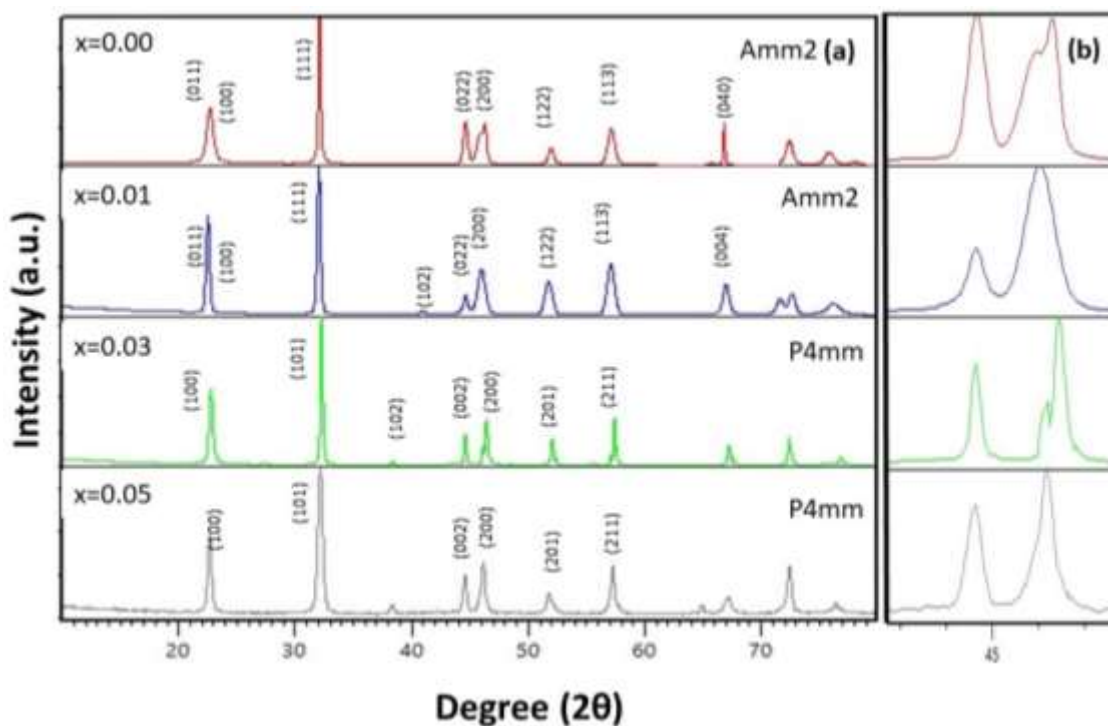 x=0.00
(011)
(100)
(111)
(022)
(200)
(122)
(113)
(040)
Amm2 (a)
(b)
x=0.01
(011)
(100)
(111)
(102)
(022)
(200)
(122)
(113)
(004)
Amm2
x=0.03
(100)
(101)
(102)
(002)
(200)
(201)
(211)
P4mm
x=0.05
(100)
(101)
(002)
(200)
(201)
(211)
P4mm
Intensity (a.u.)
20 30 40 50 60 70
45
Degree (2θ)